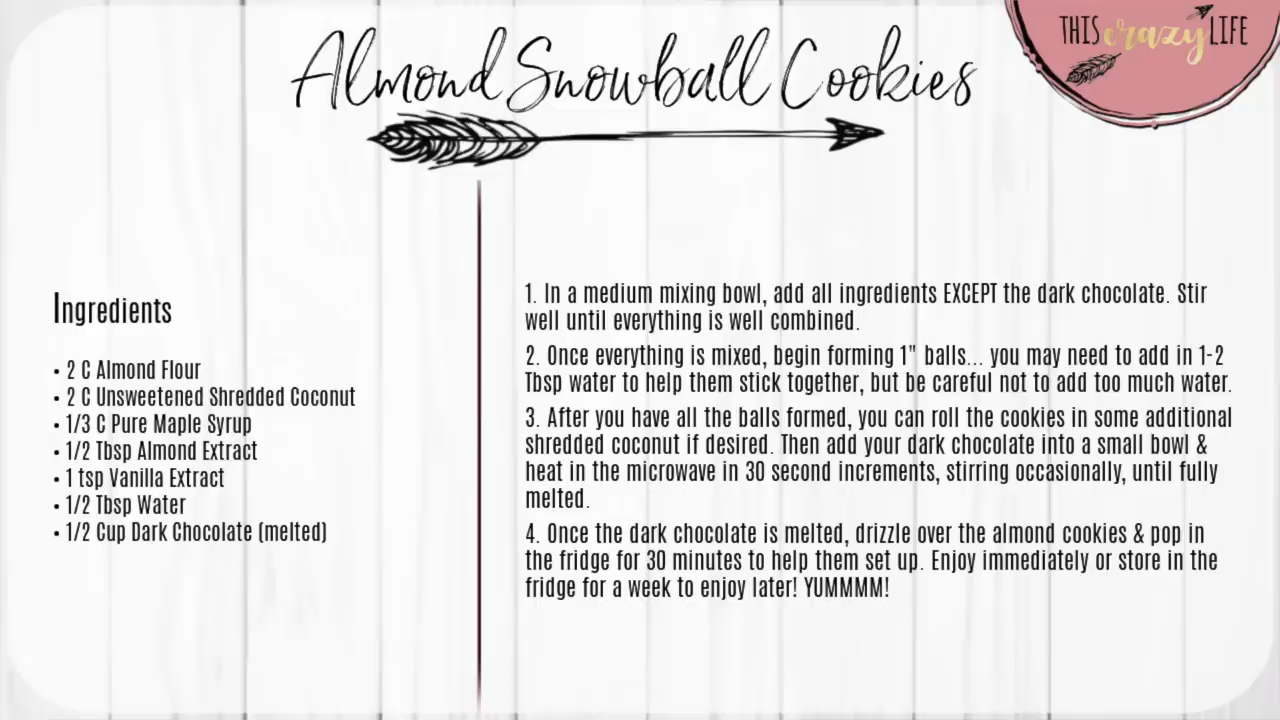 Almond Snowball Cookies
THIS crazy LIFE
Ingredients
• 2 C Almond Flour
• 2 C Unsweetened Shredded Coconut
• 1/3 C Pure Maple Syrup
• 1/2 Tbsp Almond Extract
• 1 tsp Vanilla Extract
• 1/2 Tbsp Water
• 1/2 Cup Dark Chocolate (melted)
1. In a medium mixing bowl, add all ingredients EXCEPT the dark chocolate. Stir
well until everything is well combined.
2. Once everything is mixed, begin forming 1" balls... you may need to add in 1-2
Tbsp water to help them stick together, but be careful not to add too much water.
3. After you have all the balls formed, you can roll the cookies in some additional
shredded coconut if desired. Then add your dark chocolate into a small bowl &
heat in the microwave in 30 second increments, stirring occasionally, until fully
melted.
4. Once the dark chocolate is melted, drizzle over the almond cookies & pop in
the fridge for 30 minutes to help them set up. Enjoy immediately or store in the
fridge for a week to enjoy later! YUMMMM!